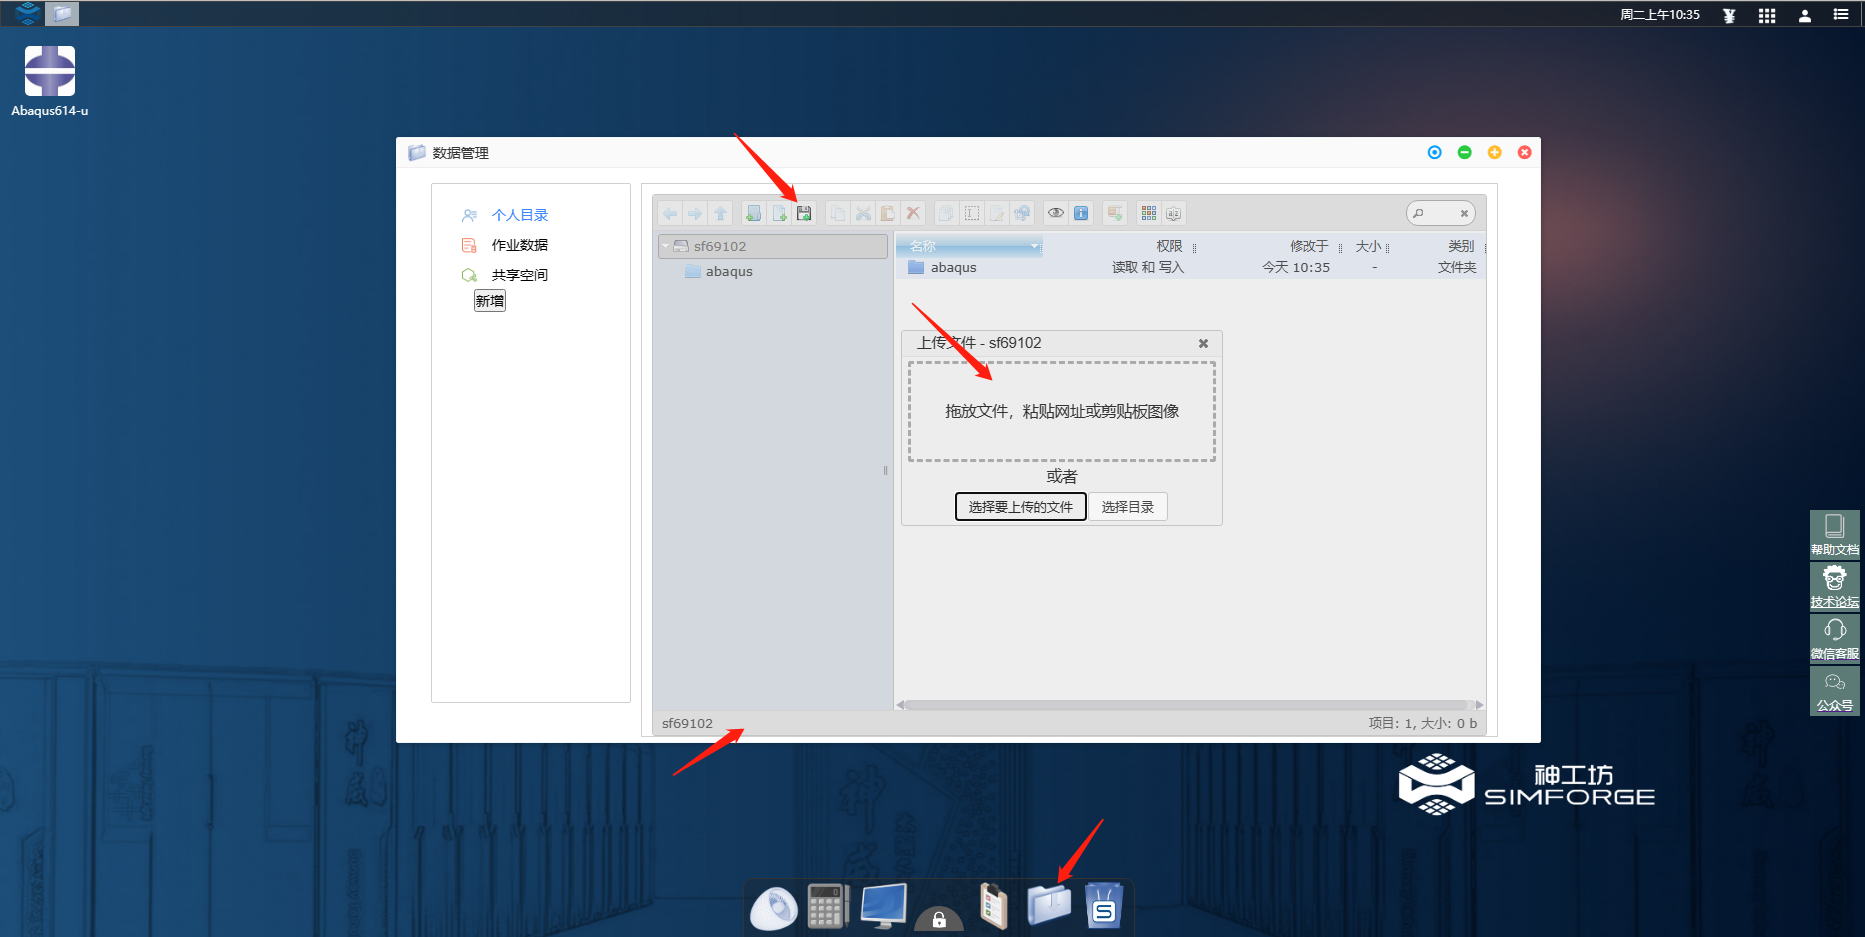 周二上午10:35
Abaqus614-u
数据管理
个人目录
作业数据
共享空间
新增
sf69102
abaqus
名称 权限 修改于 大小 类别
abaqus 读取 和 写入 今天 10:35 - 文件夹
上传文件 - sf69102
拖放文件，粘贴网址或剪贴板图像
或者
选择要上传的文件 选择目录
sf69102 项目: 1, 大小: 0 b
帮助文档
技术论坛
微信客服
公众号
神工坊
SIMFORGE